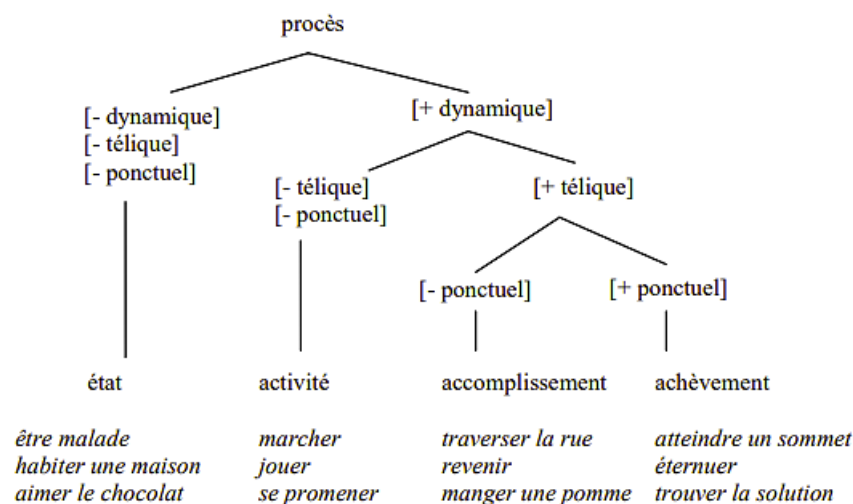 procès
[- dynamique]
[- télique]
[- ponctuel]
[+ dynamique]
[- télique]
[- ponctuel]
[+ télique]
[- ponctuel]
[+ ponctuel]
état
activité
accomplissement
achèvement
être malade
habiter une maison
aimer le chocolat
marcher
jouer
se promener
traverser la rue
revenir
manger une pomme
atteindre un sommet
éternuer
trouver la solution